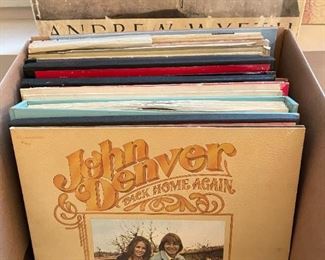 ANDREW WYETH
John
Denver
BACK HOME AGAIN